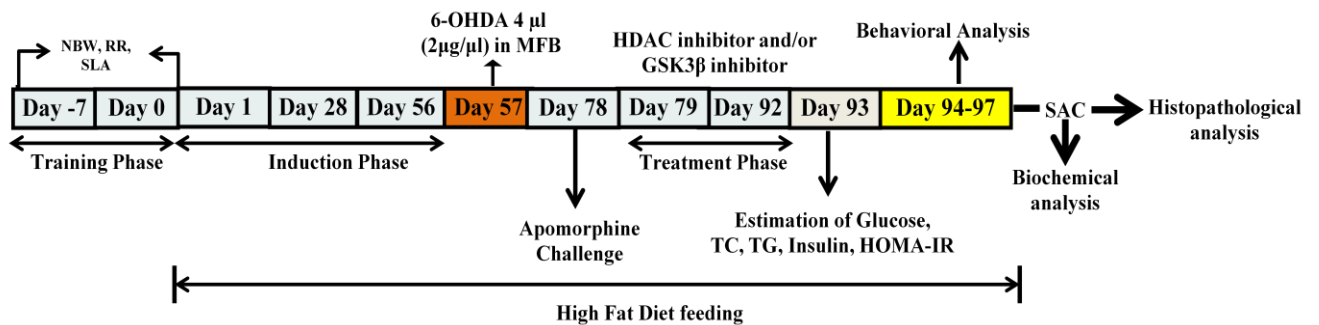 6-OHDA 4 µl
(2µg/µl) in MFB
NBW, RR,
SLA
HDAC inhibitor and/or
GSK3β inhibitor
Behavioral Analysis
Day -7 Day 0 Day 1 Day 28 Day 56 Day 57 Day 78 Day 79 Day 92 Day 93 Day 94-97 SAC
Histopathological
analysis
Training Phase
Induction Phase
Treatment Phase
Biochemical
analysis
Apomorphine
Challenge
Estimation of Glucose,
TC, TG, Insulin, HOMA-IR
High Fat Diet feeding